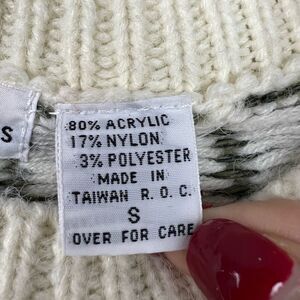 S
80% ACRYLIC
17% NYLON
3% POLYESTER
MADE IN
TAIWAN R. O. C.
S
OVER FOR CARE